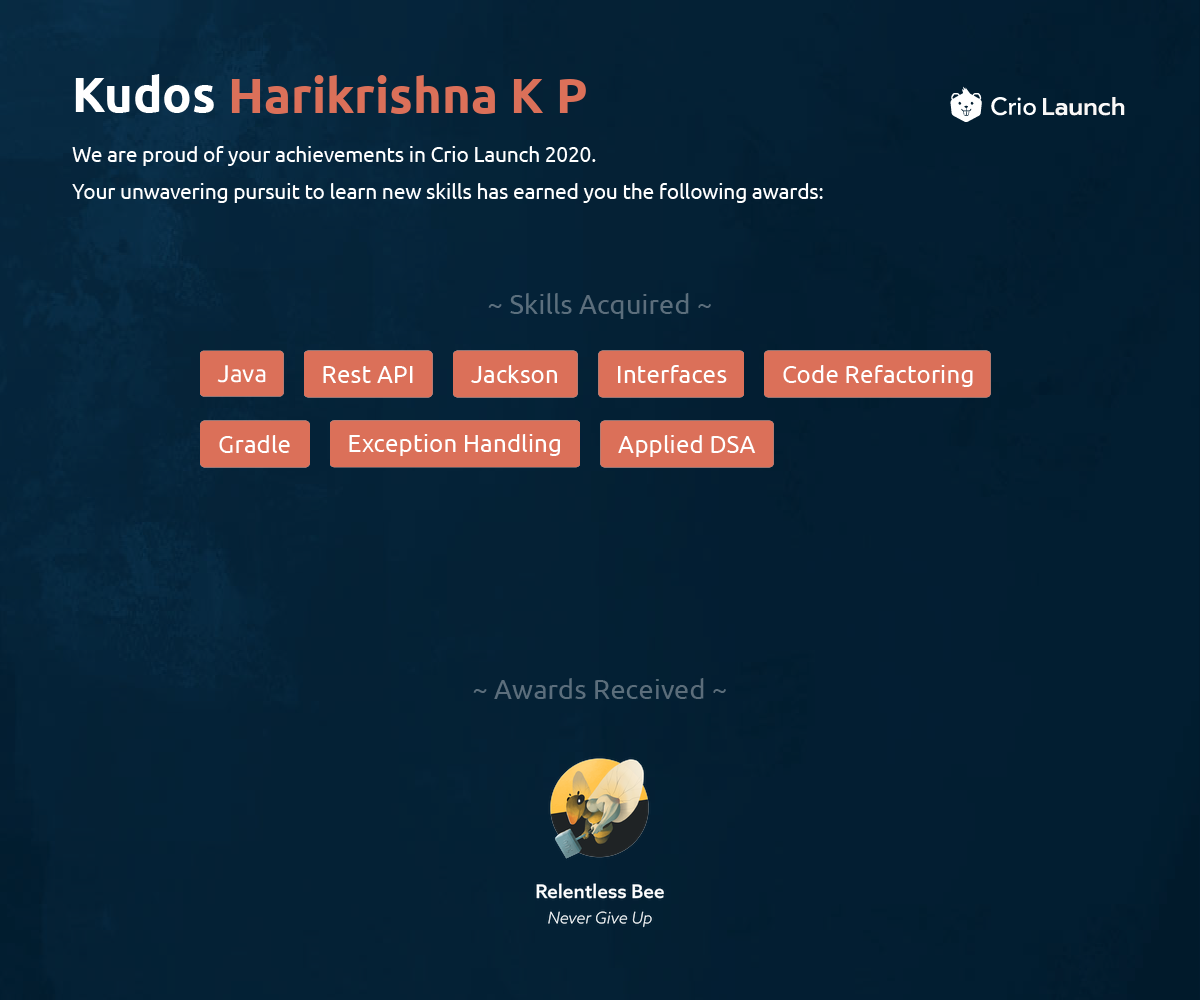 Kudos Harikrishna K P
Crio Launch
We are proud of your achievements in Crio Launch 2020.
Your unwavering pursuit to learn new skills has earned you the following awards:
~ Skills Acquired ~
Java Rest API Jackson Interfaces Code Refactoring
Gradle Exception Handling Applied DSA
~ Awards Received ~
Relentless Bee
Never Give Up